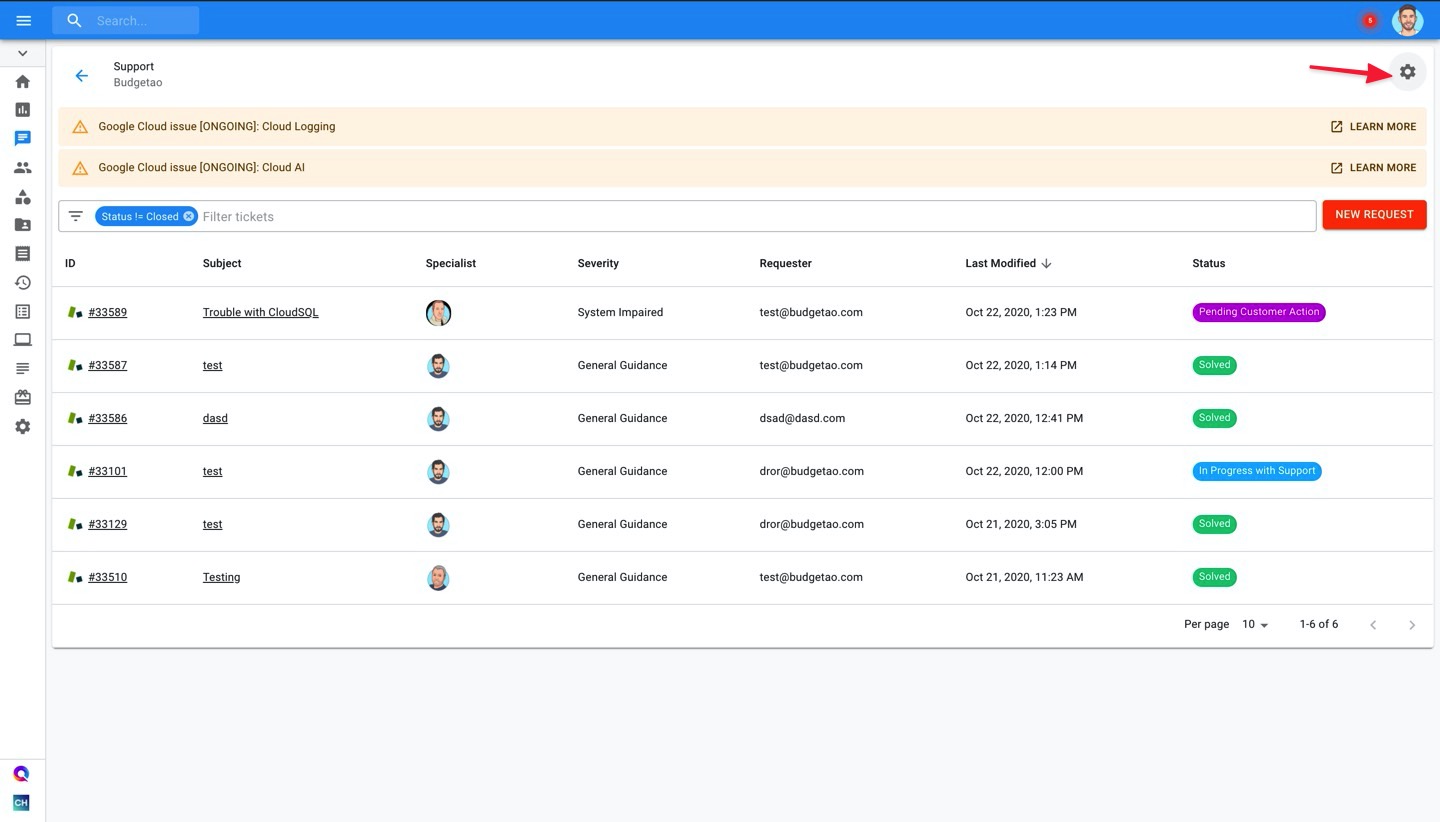 Search...
5
Support
Budgetao
Google Cloud issue [ONGOING]: Cloud Logging LEARN MORE
Google Cloud issue [ONGOING]: Cloud AI LEARN MORE
Status != Closed Filter tickets NEW REQUEST
ID Subject Specialist Severity Requester Last Modified Status
#33589 Trouble with CloudSQL System Impaired test@budgetao.com Oct 22, 2020, 1:23 PM Pending Customer Action
#33587 test General Guidance test@budgetao.com Oct 22, 2020, 1:14 PM Solved
#33586 dasd General Guidance dsad@dasd.com Oct 22, 2020, 12:41 PM Solved
#33101 test General Guidance dror@budgetao.com Oct 22, 2020, 12:00 PM In Progress with Support
#33129 test General Guidance dror@budgetao.com Oct 21, 2020, 3:05 PM Solved
#33510 Testing General Guidance test@budgetao.com Oct 21, 2020, 11:23 AM Solved
Per page 10 1-6 of 6
CH